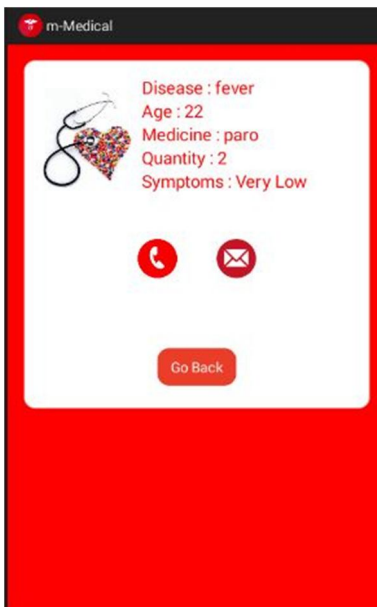 m-Medical
Disease : fever
Age : 22
Medicine : paro
Quantity : 2
Symptoms : Very Low
Go Back